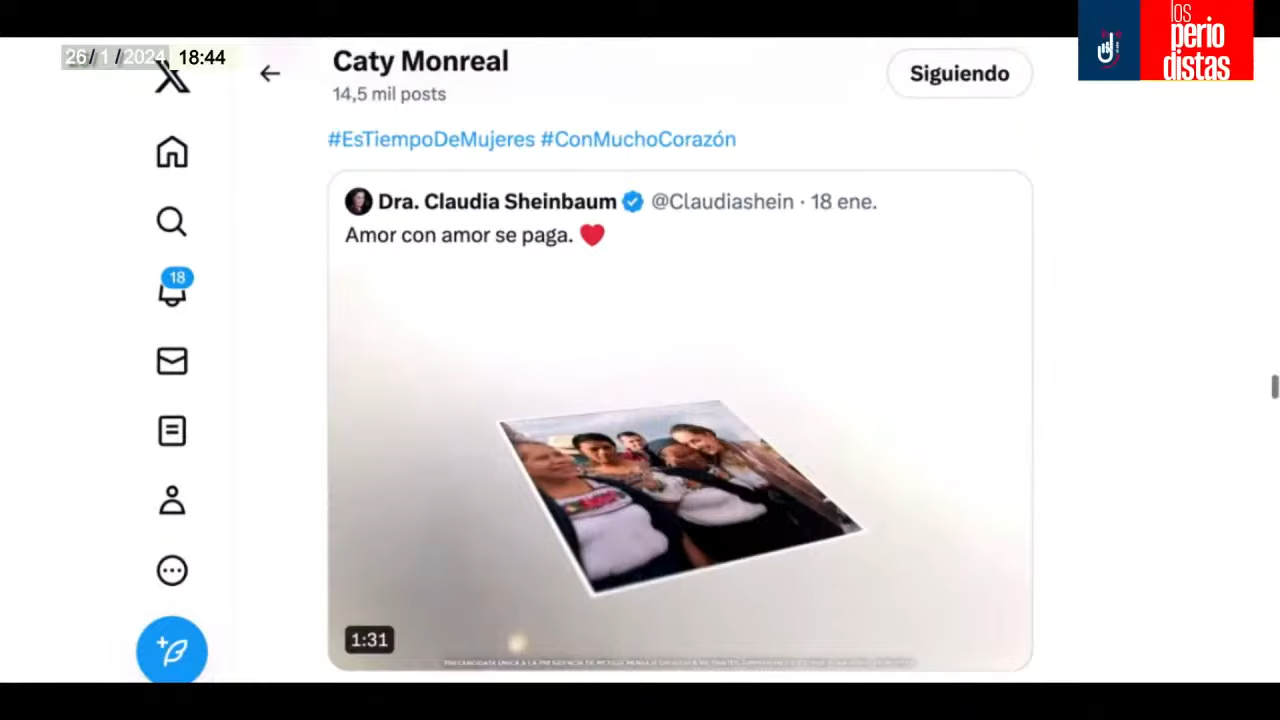 los
perio
distas
26/1/2024 18:44
Caty Monreal
14,5 mil posts
Siguiendo
#EsTiempoDeMujeres #ConMuchoCorazón
Dra. Claudia Sheinbaum @Claudiashein · 18 ene.
Amor con amor se paga. ❤️
18
1:31